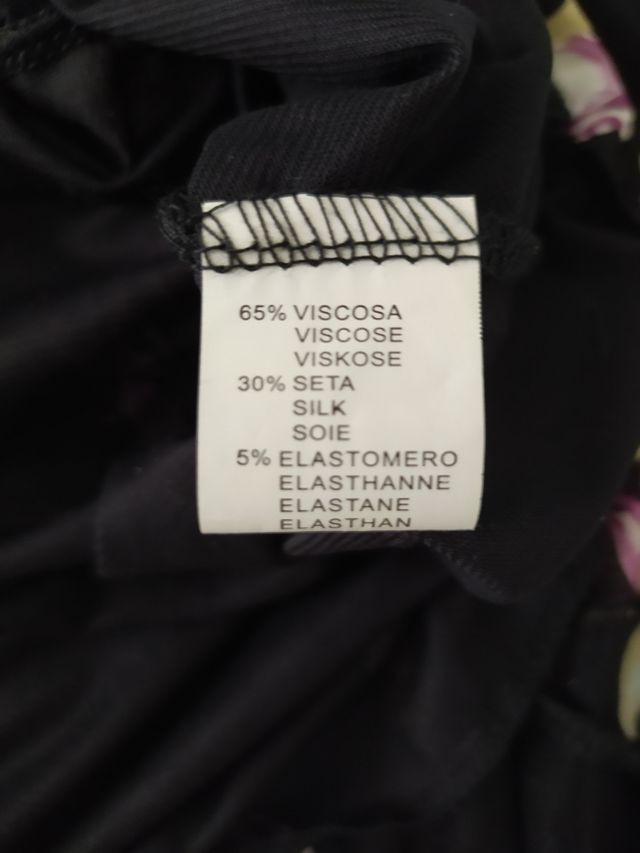 65% VISCOSA
VISCOSE
VISKOSE
30% SETA
SILK
SOIE
5% ELASTOMERO
ELASTHANNE
ELASTANE
ELASTHAN